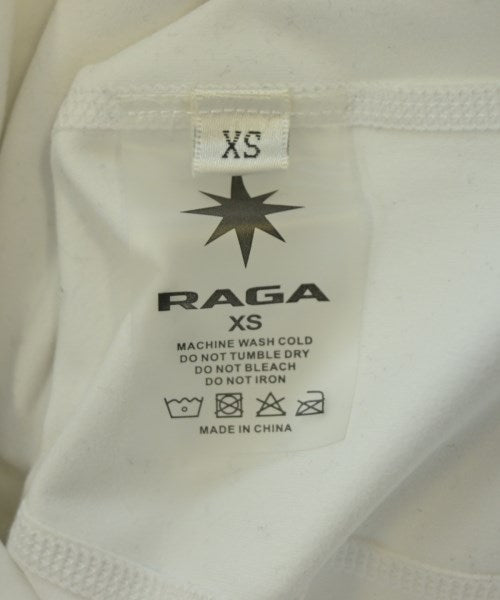 XS
RAGA
XS
MACHINE WASH COLD
DO NOT TUMBLE DRY
DO NOT BLEACH
DO NOT IRON
MADE IN CHINA